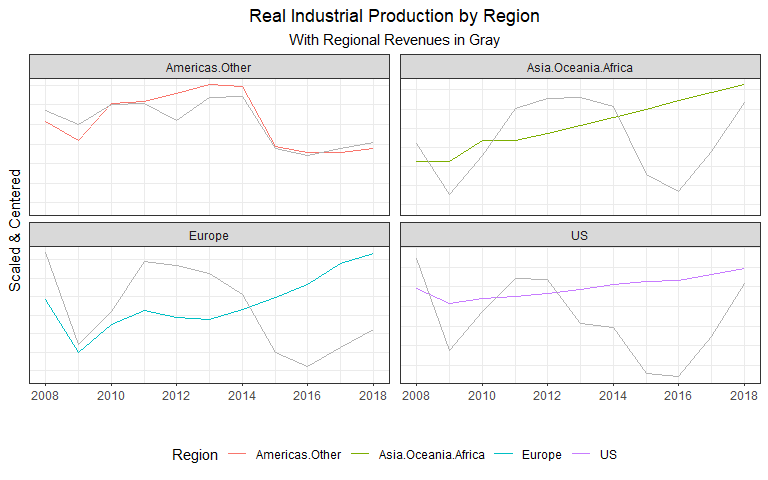 Real Industrial Production by Region
With Regional Revenues in Gray
Americas.Other
Asia.Oceania.Africa
Scaled & Centered
Europe
US
2008 2010 2012 2014 2016 2018
2008 2010 2012 2014 2016 2018
Region Americas.Other Asia.Oceania.Africa Europe US